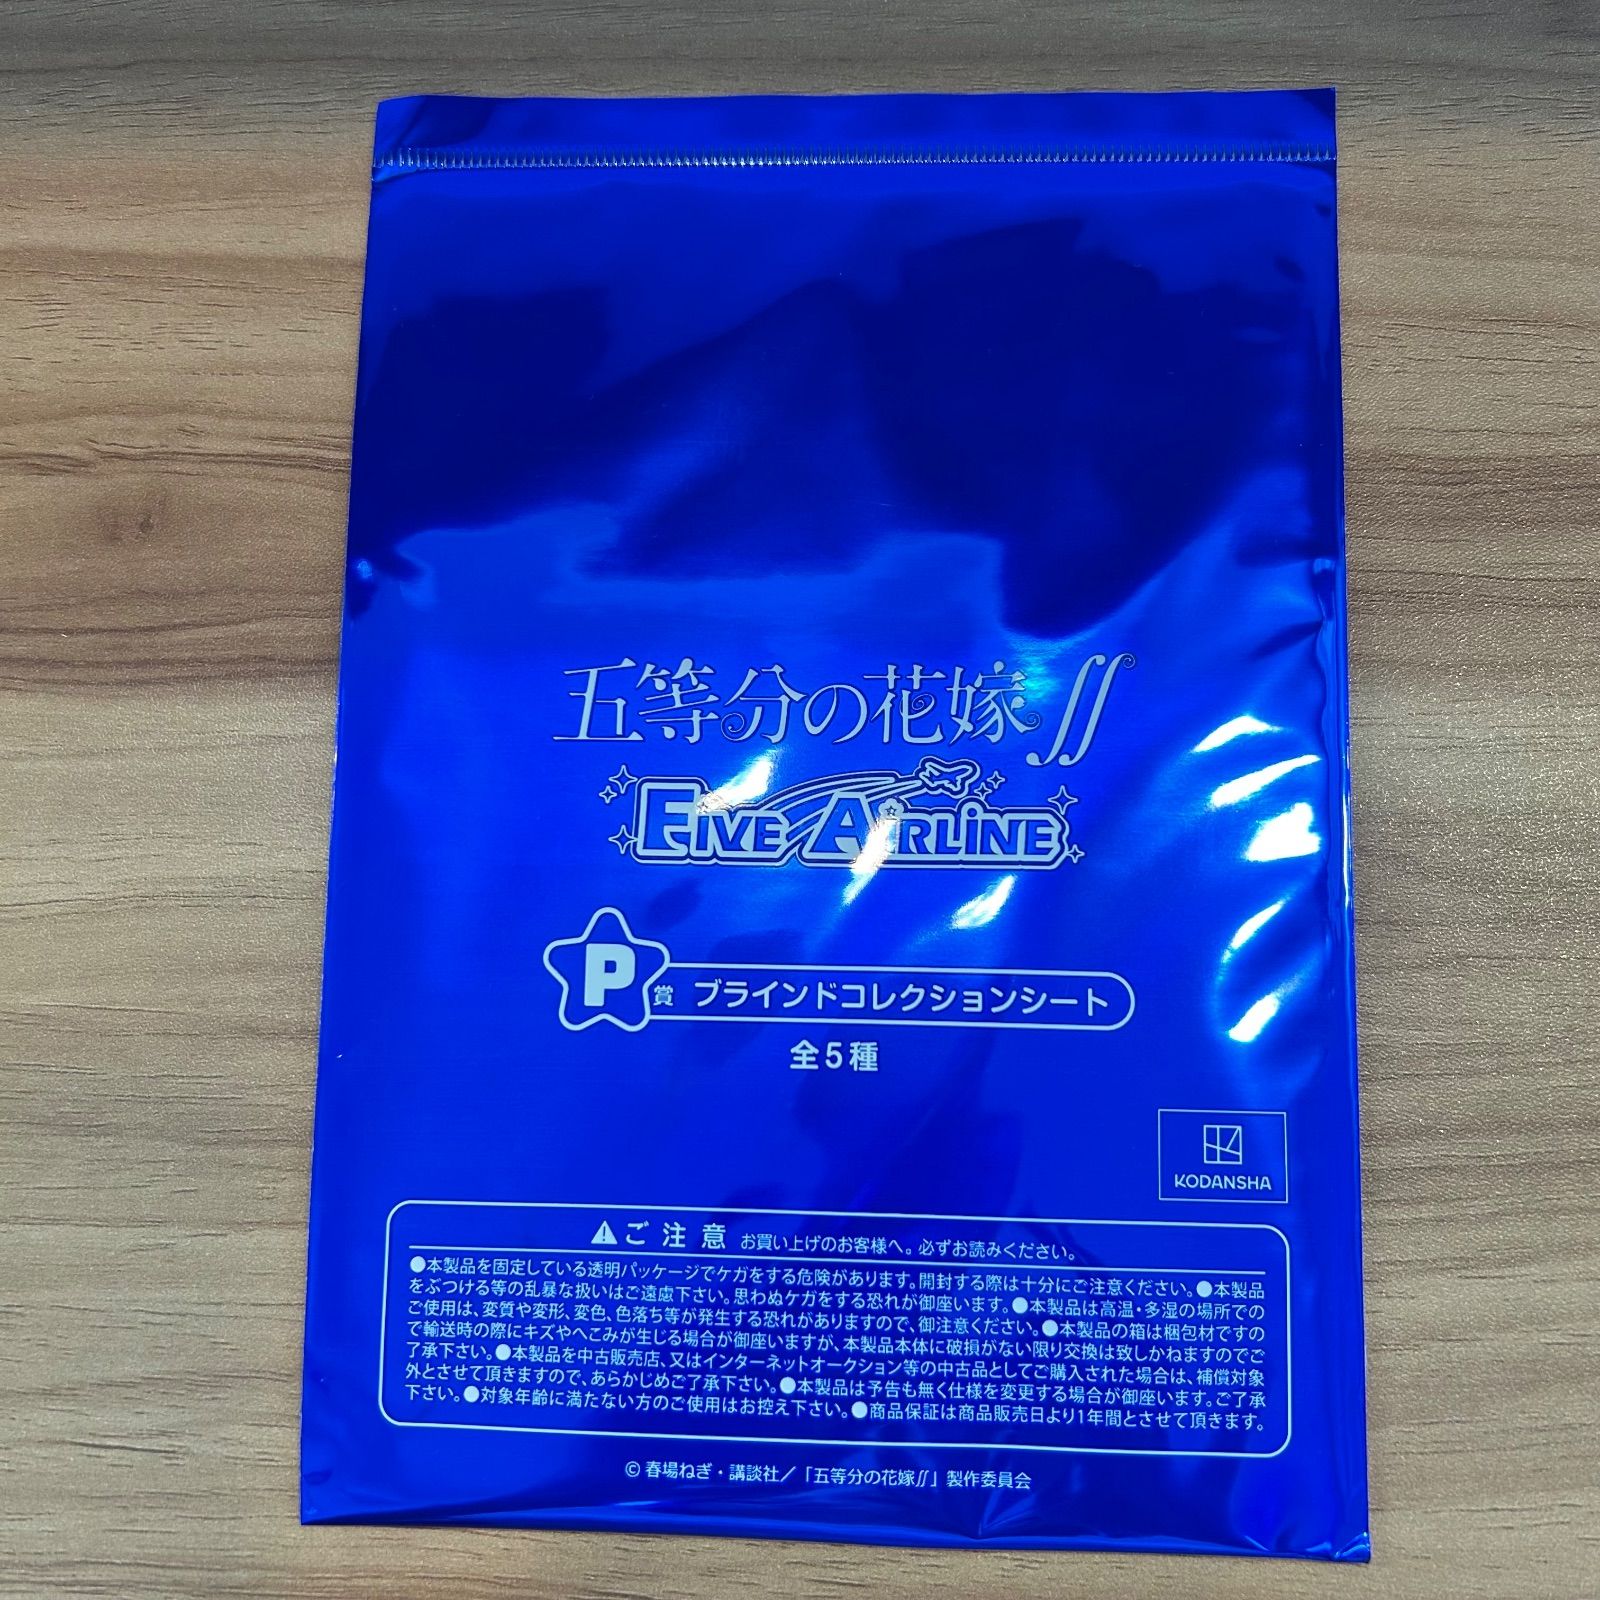 五等分の花嫁∬
FIVE AIRLINE
P賞 ブラインドコレクションシート
全5種
KODANSHA
⚠ご注意 お買い上げのお客様へ。必ずお読みください。
●本製品を固定している透明パッケージでケガをする危険があります。開封する際は十分にご注意ください。●本製品
をぶつける等の乱暴な扱いはご遠慮下さい。思わぬケガをする恐れが御座います。●本製品は高温・多湿の場所での
ご使用は、変質や変形、変色、色落ち等が発生する恐れがありますので、御注意ください。●本製品の箱は梱包材ですの
で輸送時の際にキズやへこみが生じる場合が御座いますが、本製品本体に破損がない限り交換は致しかねますのでご
了承下さい。●本製品を中古販売店、又はインターネットオークション等の中古品としてご購入された場合は、補償対象
外とさせて頂きますので、あらかじめご了承下さい。●本製品は予告も無く仕様を変更する場合が御座います。ご了承
下さい。●対象年齢に満たない方のご使用はお控え下さい。●商品保証は商品販売日より1年間とさせて頂きます。
© 春場ねぎ・講談社／「五等分の花嫁∬」製作委員会